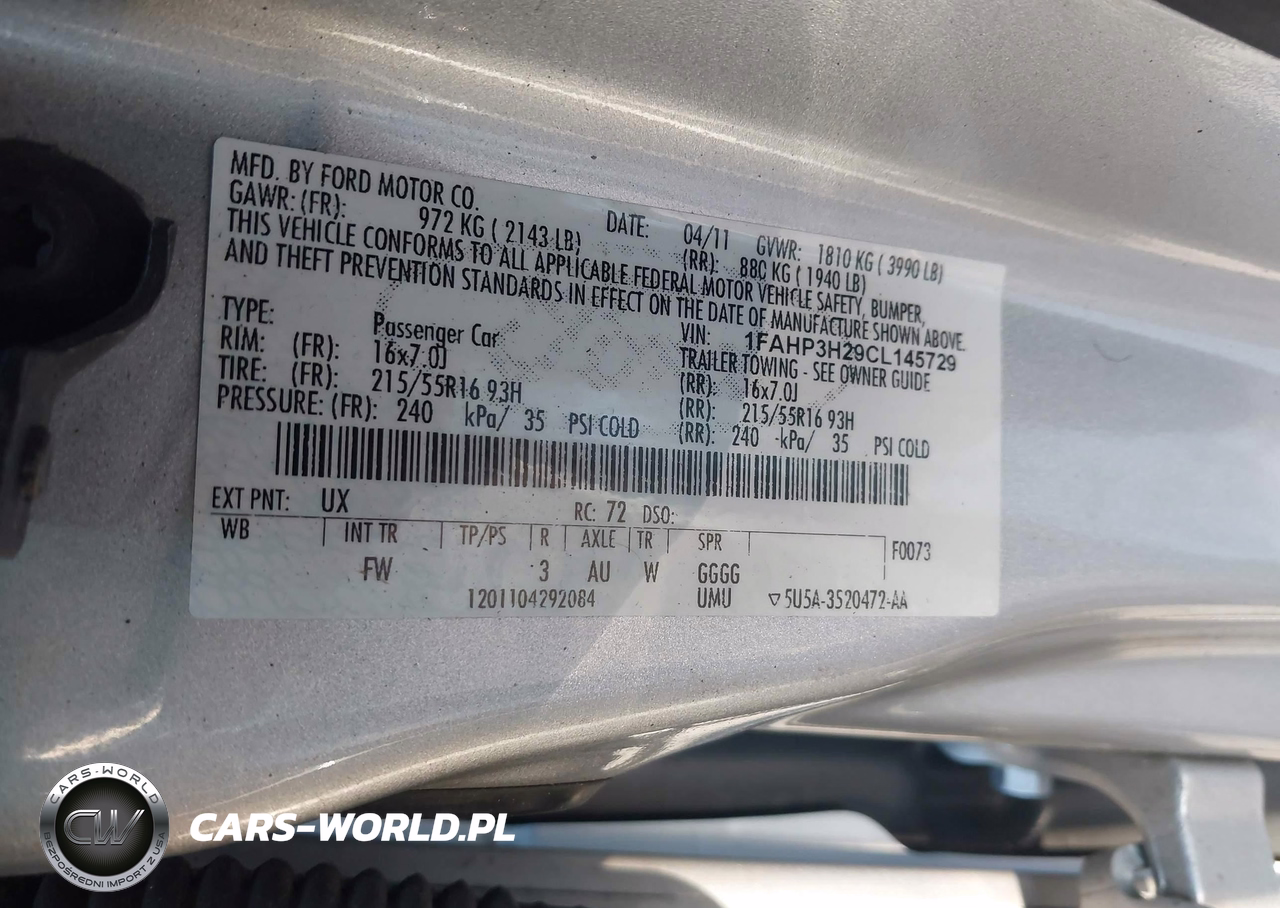 MFD. BY FORD MOTOR CO.
DATE: 04/11 GVWR: 1810 KG ( 3990 LB)
GAWR: (FR): 972 KG ( 2143 LB) (RR): 880 KG ( 1940 LB)
THIS VEHICLE CONFORMS TO ALL APPLICABLE FEDERAL MOTOR VEHICLE SAFETY, BUMPER,
AND THEFT PREVENTION STANDARDS IN EFFECT ON THE DATE OF MANUFACTURE SHOWN ABOVE.
VIN: 1FAHP3H29CL145729
TYPE: Passenger Car TRAILER TOWING - SEE OWNER GUIDE
RIM: (FR): 16x7.0J (RR): 16x7.0J
TIRE: (FR): 215/55R16 93H (RR): 215/55R16 93H
PRESSURE: (FR): 240 kPa/ 35 PSI COLD (RR): 240 kPa/ 35 PSI COLD
EXT PNT: UX RC: 72 DSO:
WB INT TR TP/PS R AXLE TR SPR F0073
FW 3 AU W GGGG
1201104292084 UMU ▽5U5A-3520472-AA
CARS-WORLD
CW
BEZPOŚREDNI IMPORT Z USA
CARS-WORLD.PL